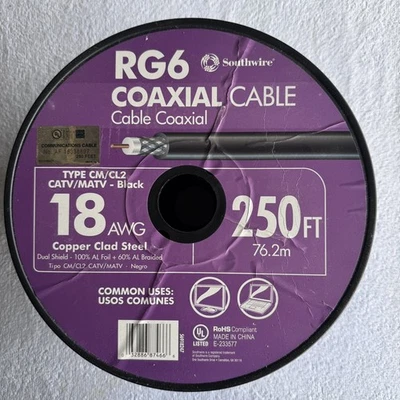 RG6
Southwire®
COAXIAL CABLE
Cable Coaxial
COMMUNICATIONS CABLE
TYPE CM/CL2
CATV/MATV - Black
18 AWG
Copper Clad Steel
Dual Shield - 100% AL Foil + 60% AL Braided
Tipo CM/CL2 CATV/MATV - Negro
250FT
76.2m
COMMON USES:
USOS COMUNES
UL
LISTED
RoHS Compliant
MADE IN CHINA
E-233577